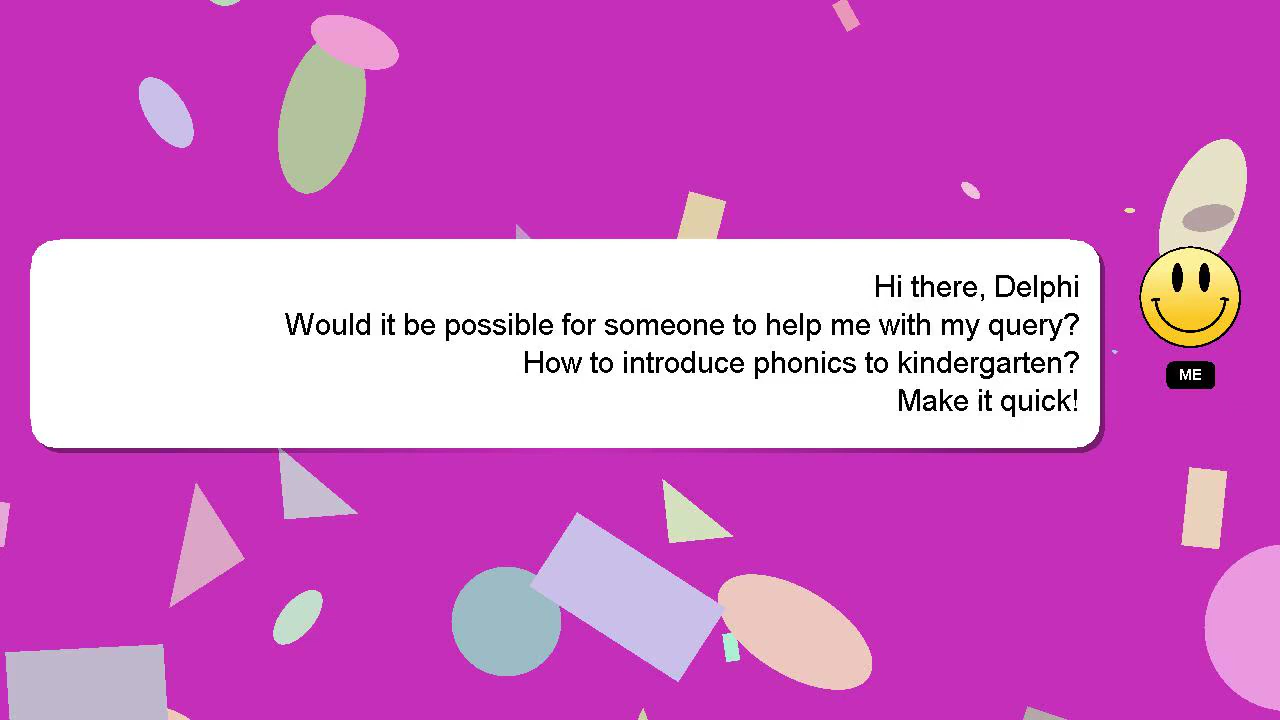 Hi there, Delphi
Would it be possible for someone to help me with my query?
How to introduce phonics to kindergarten?
Make it quick!
ME